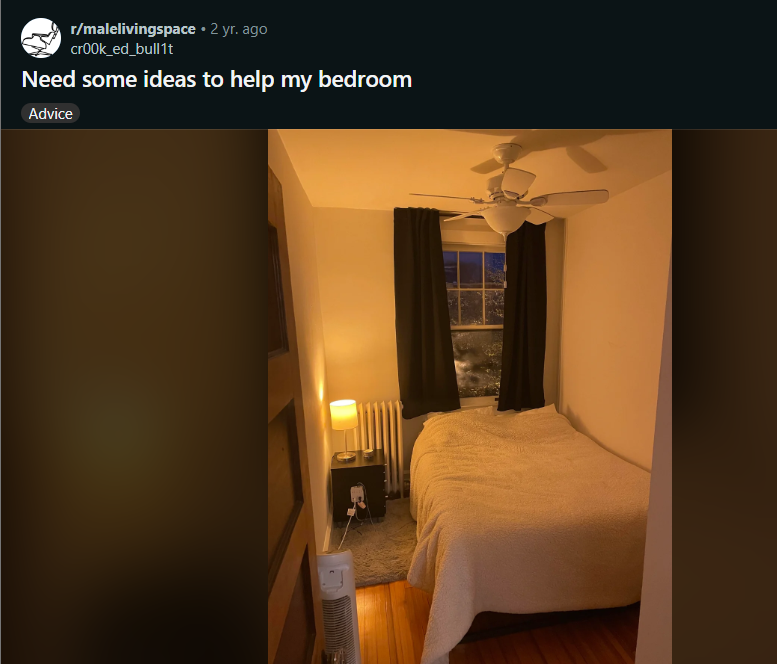 r/malelivingspace • 2 yr. ago
cr00k_ed_bull1t
Need some ideas to help my bedroom
Advice